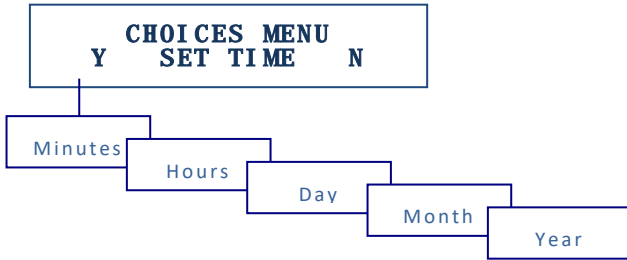 CHOICES MENU
Y SET TIME N
Minutes
Hours
Day
Month
Year